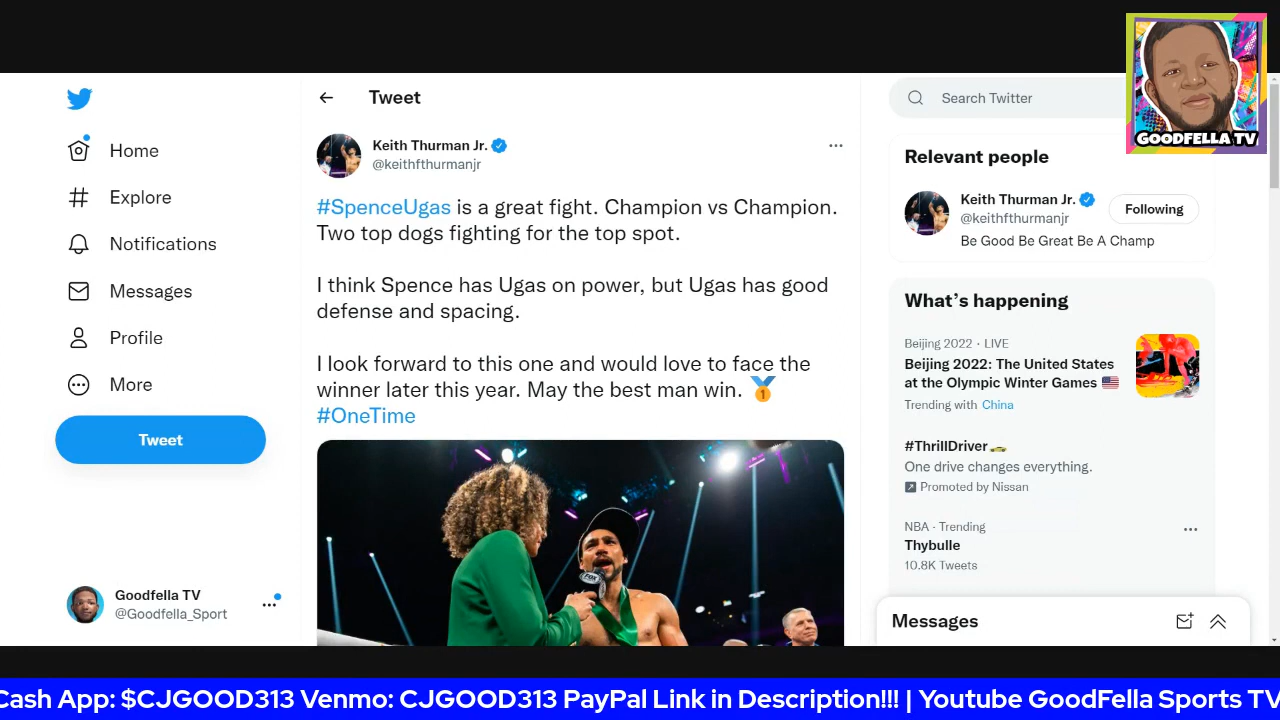 GOODFELLA TV
Home
Explore
Notifications
Messages
Profile
More
Tweet
Goodfella TV
@Goodfella_Sport
Tweet
Keith Thurman Jr.
@keithfthurmanjr
#SpenceUgas is a great fight. Champion vs Champion.
Two top dogs fighting for the top spot.
I think Spence has Ugas on power, but Ugas has good
defense and spacing.
I look forward to this one and would love to face the
winner later this year. May the best man win. 🥇
#OneTime
FOX
Search Twitter
Relevant people
Keith Thurman Jr.
@keithfthurmanjr
Following
Be Good Be Great Be A Champ
What's happening
Beijing 2022 · LIVE
Beijing 2022: The United States
at the Olympic Winter Games 🇺🇸
Trending with China
#ThrillDriver
One drive changes everything.
Promoted by Nissan
NBA · Trending
Thybulle
10.8K Tweets
Messages
Cash App: $CJGOOD313 Venmo: CJGOOD313 PayPal Link in Description!!! | Youtube GoodFella Sports TV